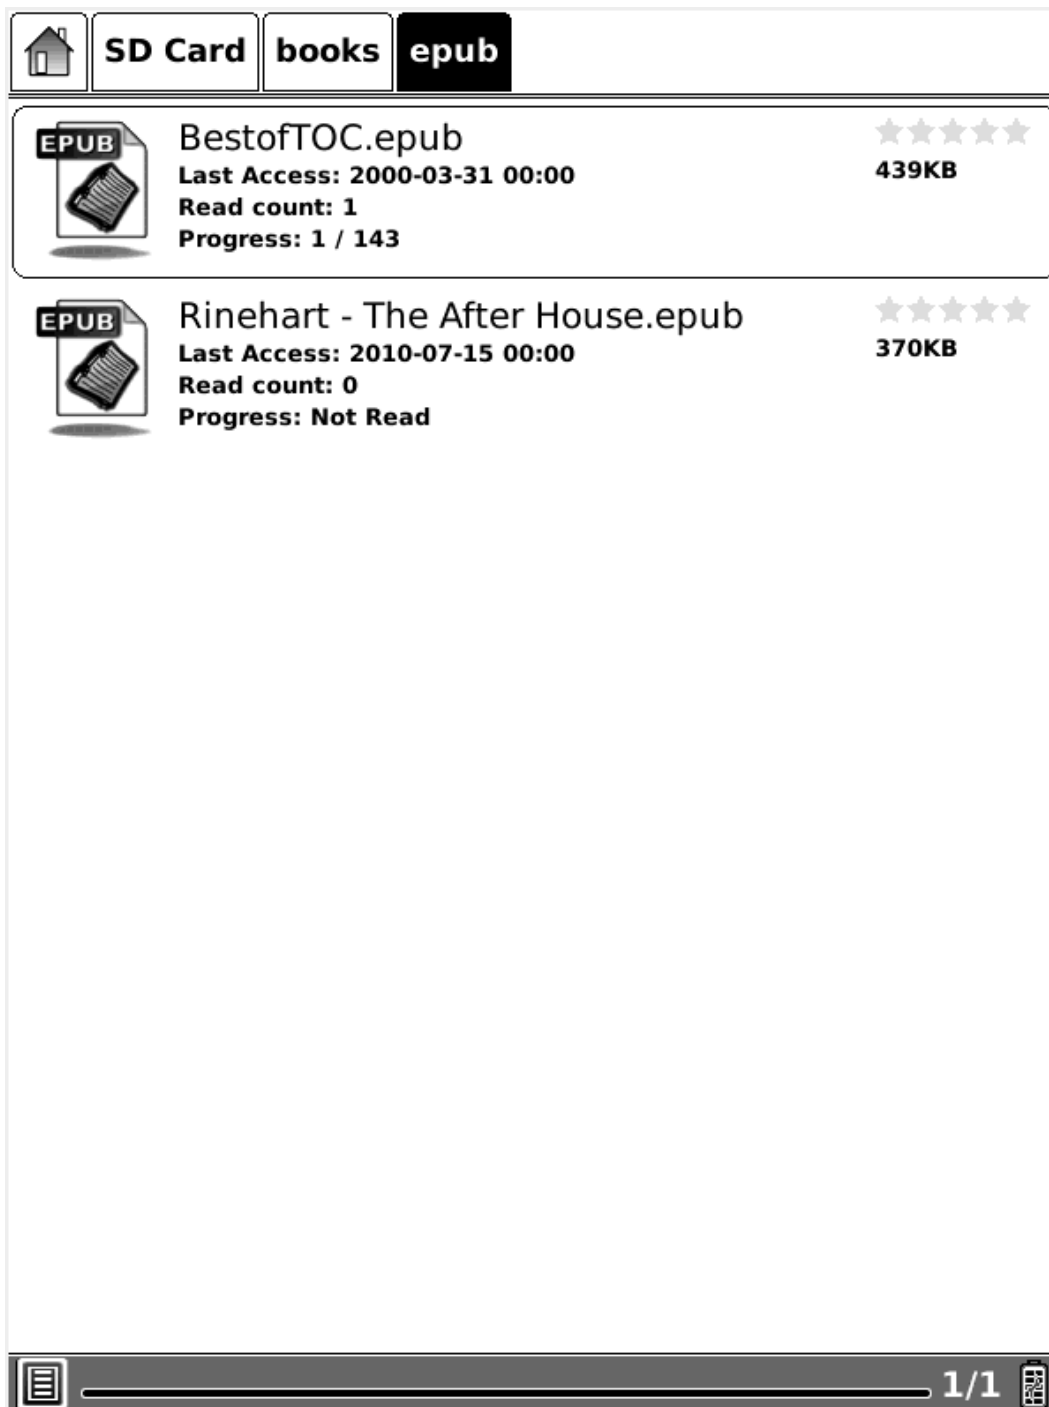 SD Card books epub
EPUB
BestofTOC.epub
Last Access: 2000-03-31 00:00
Read count: 1
Progress: 1 / 143
439KB
EPUB
Rinehart - The After House.epub
Last Access: 2010-07-15 00:00
Read count: 0
Progress: Not Read
370KB
1/1